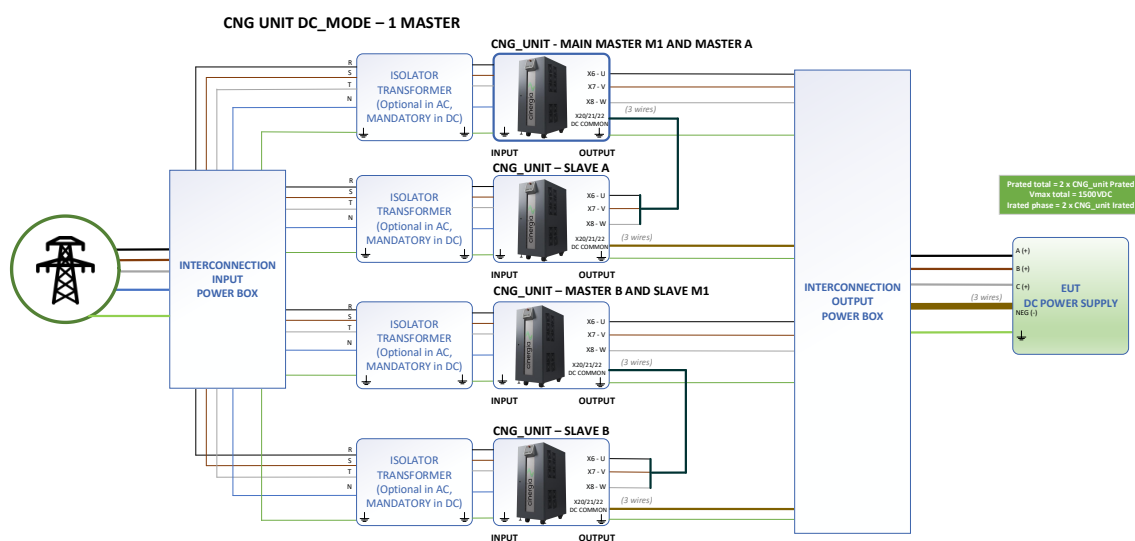 CNG UNIT DC_MODE – 1 MASTER
CNG_UNIT - MAIN MASTER M1 AND MASTER A
R
S
T
N
ISOLATOR
TRANSFORMER
(Optional in AC,
MANDATORY in DC)
cinergia
X6 - U
X7 - V
X8 - W
X20/21/22
DC COMMON
(3 wires)
INPUT
OUTPUT
CNG_UNIT – SLAVE A
R
S
T
N
ISOLATOR
TRANSFORMER
(Optional in AC,
MANDATORY in DC)
cinergia
X6 - U
X7 - V
X8 - W
X20/21/22
DC COMMON
(3 wires)
INTERCONNECTION
INPUT
POWER BOX
CNG_UNIT – MASTER B AND SLAVE M1
R
S
T
N
ISOLATOR
TRANSFORMER
(Optional in AC,
MANDATORY in DC)
cinergia
X6 - U
X7 - V
X8 - W
X20/21/22
DC COMMON
(3 wires)
INPUT
OUTPUT
INPUT
OUTPUT
CNG_UNIT – SLAVE B
R
S
T
N
ISOLATOR
TRANSFORMER
(Optional in AC,
MANDATORY in DC)
cinergia
X6 - U
X7 - V
X8 - W
X20/21/22
DC COMMON
(3 wires)
INPUT
OUTPUT
INTERCONNECTION
OUTPUT
POWER BOX
Prated total = 2 x CNG_unit Prated
Vmax total = 1500VDC
Irated phase = 2 x CNG_unit Irated
A (+)
B (+)
C (+)
(3 wires)
NEG (-)
EUT
DC POWER SUPPLY